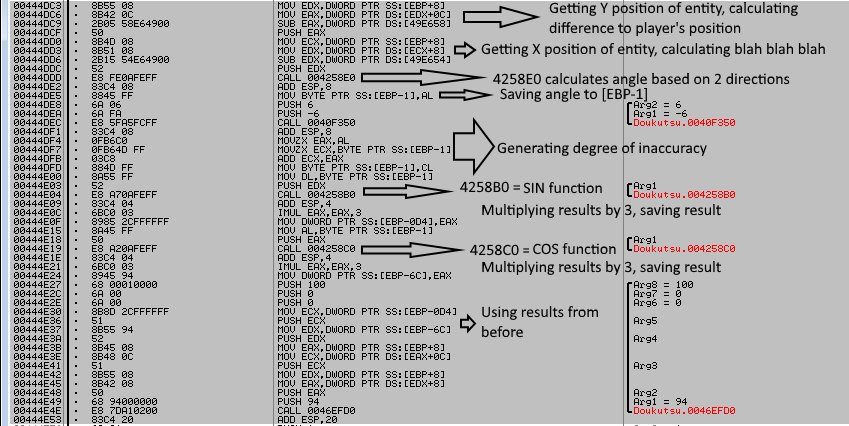 00444DC3 · 8B55 08 MOV EDX,DWORD PTR SS:[EBP+8]
00444DC6 · 8B42 0C MOV EAX,DWORD PTR DS:[EDX+0C]
Getting Y position of entity, calculating
00444DC9 · 2B05 58E64900 SUB EAX,DWORD PTR DS:[49E658]
difference to player's position
00444DCF · 50 PUSH EAX
00444DD0 · 8B4D 08 MOV ECX,DWORD PTR SS:[EBP+8]
00444DD3 · 8B51 08 MOV EDX,DWORD PTR DS:[ECX+8] Getting X position of entity, calculating blah blah blah
00444DD6 · 2B15 54E64900 SUB EDX,DWORD PTR DS:[49E654]
00444DDC · 52 PUSH EDX
00444DDD · E8 FE0AFEFF CALL 004258E0 4258E0 calculates angle based on 2 directions
00444DE2 · 83C4 08 ADD ESP,8
00444DE5 · 8845 FF MOV BYTE PTR SS:[EBP-1],AL Saving angle to [EBP-1]
00444DE8 · 6A 06 PUSH 6 Arg2 = 6
00444DEA · 6A FA PUSH -6 Arg1 = -6
00444DEC · E8 5FA5FCFF CALL 0040F350 Doukutsu.0040F350
00444DF1 · 83C4 08 ADD ESP,8
00444DF4 · 0FB6C0 MOVZX EAX,AL
00444DF7 · 0FB64D FF MOVZX ECX,BYTE PTR SS:[EBP-1] Generating degree of inaccuracy
00444DFB · 03C8 ADD ECX,EAX
00444DFD · 884D FF MOV BYTE PTR SS:[EBP-1],CL
00444E00 · 8A55 FF MOV DL,BYTE PTR SS:[EBP-1]
00444E03 · 52 PUSH EDX Arg1
00444E04 · E8 A70AFEFF CALL 004258B0 4258B0 = SIN function Doukutsu.004258B0
00444E09 · 83C4 04 ADD ESP,4
00444E0C · 6BC0 03 IMUL EAX,EAX,3 Multiplying results by 3, saving result
00444E0F · 8985 2CFFFFFF MOV DWORD PTR SS:[EBP-0D4],EAX
00444E15 · 8A45 FF MOV AL,BYTE PTR SS:[EBP-1]
00444E18 · 50 PUSH EAX Arg1
00444E19 · E8 A20AFEFF CALL 004258C0 4258C0 = COS function Doukutsu.004258C0
00444E1E · 83C4 04 ADD ESP,4
00444E21 · 6BC0 03 IMUL EAX,EAX,3 Multiplying results by 3, saving result
00444E24 · 8945 94 MOV DWORD PTR SS:[EBP-6C],EAX
00444E27 · 68 00010000 PUSH 100 Arg8 = 100
00444E2C · 6A 00 PUSH 0 Arg7 = 0
00444E2E · 6A 00 PUSH 0 Arg6 = 0
00444E30 · 8B8D 2CFFFFFF MOV ECX,DWORD PTR SS:[EBP-0D4] Using results from
00444E36 · 51 PUSH ECX Arg5
00444E37 · 8B55 94 MOV EDX,DWORD PTR SS:[EBP-6C] before
00444E3A · 52 PUSH EDX Arg4
00444E3B · 8B45 08 MOV EAX,DWORD PTR SS:[EBP+8]
00444E3E · 8B48 0C MOV ECX,DWORD PTR DS:[EAX+0C]
00444E41 · 51 PUSH ECX Arg3
00444E42 · 8B55 08 MOV EDX,DWORD PTR SS:[EBP+8]
00444E45 · 8B42 08 MOV EAX,DWORD PTR DS:[EDX+8]
00444E48 · 50 PUSH EAX Arg2
00444E49 · 68 94000000 PUSH 94 Arg1 = 94
00444E4E · E8 7DA10200 CALL 0046EFD0 Doukutsu.0046EFD0
00444E53 · 83C4 20 ADD ESP,20